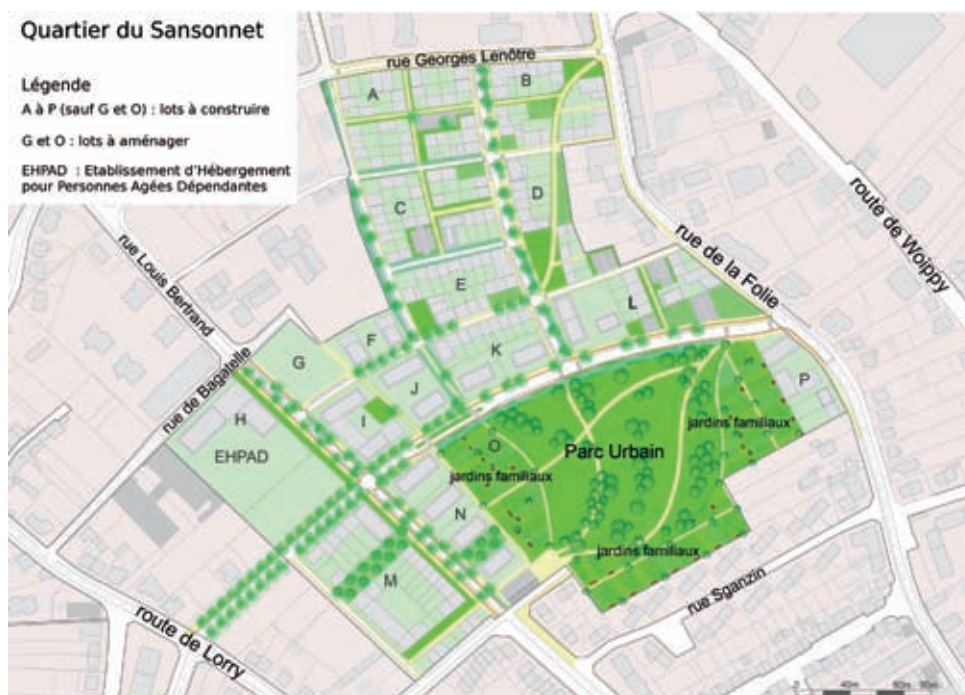 Quartier du Sansonnet
Légende
A à P (sauf G et O) : lots à construire
G et O : lots à aménager
EHPAD : Etablissement d'Hébergement
pour Personnes Agées Dépendantes
rue Georges Lenôtre
A
B
C
D
route de Woippy
rue de la Folie
rue Louis Bertrand
E
L
F
K
G
rue de Bagatelle
J
P
H
I
EHPAD
O
Parc Urbain
jardins familiaux
jardins familiaux
N
jardins familiaux
M
rue Sganzin
route de Lorry
0
40m